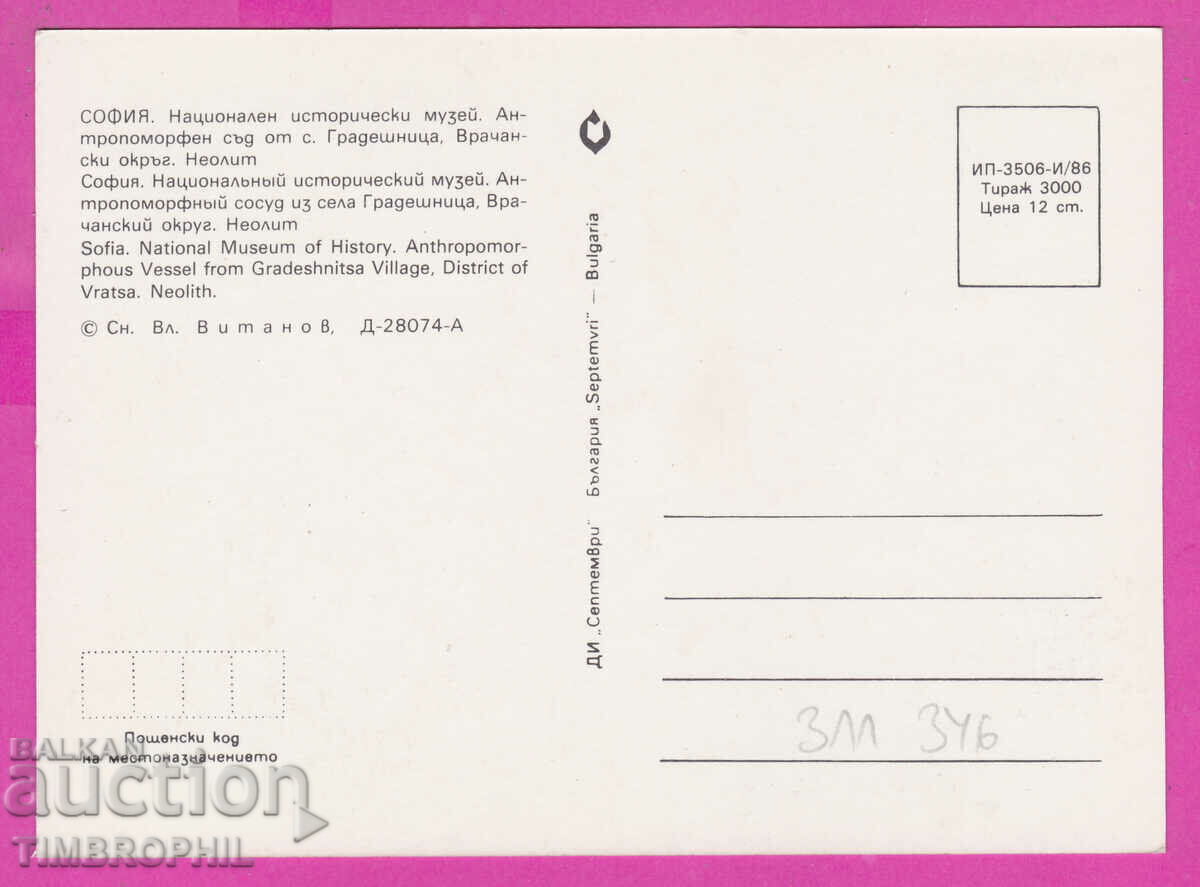 СОФИЯ. Национален исторически музей. Ан-
тропоморфен съд от с. Градешница, Врачан-
ски окръг. Неолит
София. Национальный исторический музей. Ан-
тропоморфный сосуд из села Градешница, Вра-
чанский округ. Неолит
Sofia. National Museum of History. Anthropomor-
phous Vessel from Gradeshnitsa Village, District of
Vratsa. Neolith.
© Сн. Вл. Витанов, Д-28074-А
ДИ „Септември" България „Septemvri" — Bulgaria
ИП-3506-И/86
Тираж 3000
Цена 12 ст.
346
Пощенски код
на местоназначението
BALKAN
auction
TIMBROPHIL